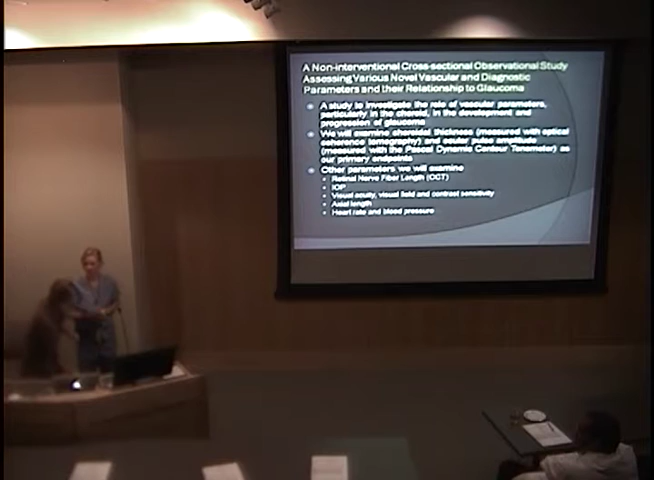 A Non-interventional Cross-sectional Observational Study
Assessing Various Novel Vascular and Diagnostic
Parameters and their Relationship to Glaucoma
A study to investigate the role of vascular parameters,
particularly in the choroid, in the development and
progression of glaucoma
We will examine choroidal thickness (measured with optical
coherence tomography) and ocular pulse amplitude
(measured with the Pascal Dynamic Contour Tonometer) as
our primary endpoints
Other parameters we will examine
Retinal Nerve Fiber Length (OCT)
IOP
Visual acuity, visual field and contrast sensitivity
Axial length
Heart rate and blood pressure